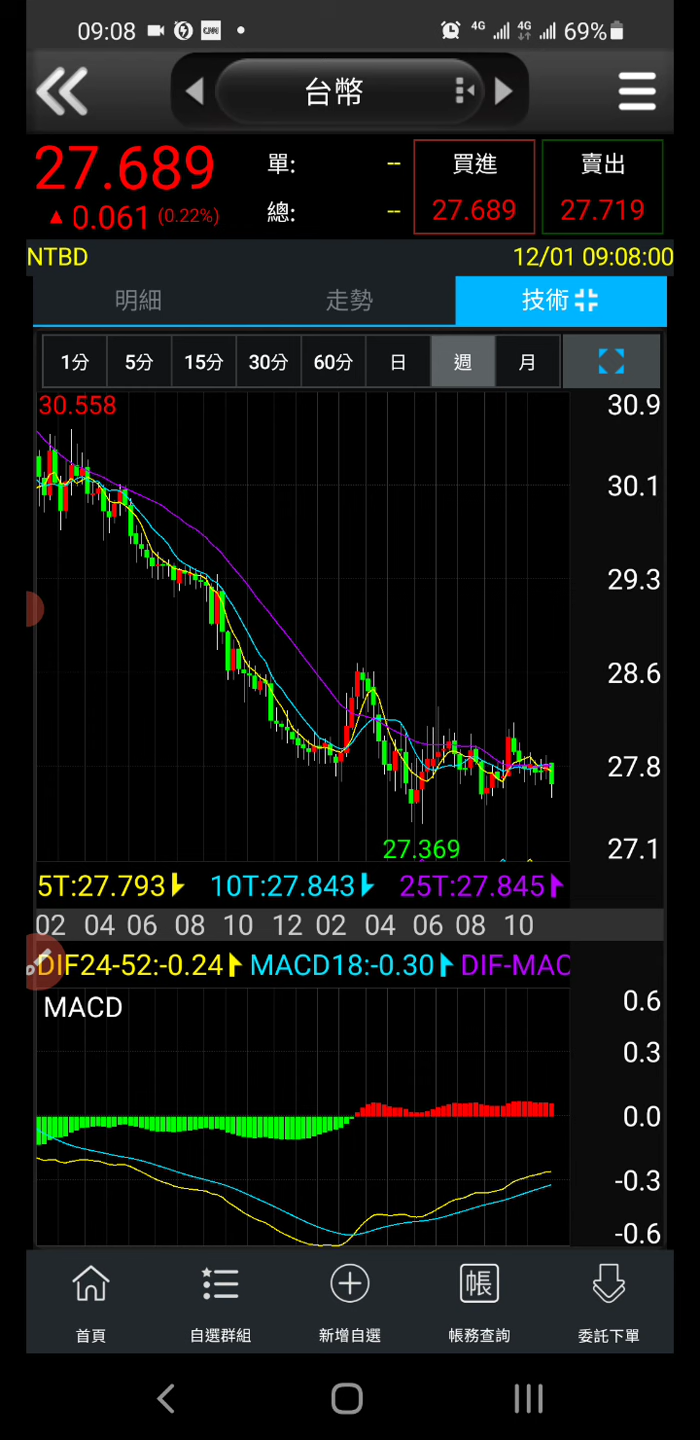 09:08 CNN 4G 4G 69%
台幣
27.689 單: -- 買進 賣出
▲ 0.061 (0.22%) 總: -- 27.689 27.719
NTBD 12/01 09:08:00
明細 走勢 技術
1分 5分 15分 30分 60分 日 週 月
30.558 30.9
30.1
29.3
28.6
27.8
27.369 27.1
5T:27.793 10T:27.843 25T:27.845
02 04 06 08 10 12 02 04 06 08 10
DIF24-52:-0.24 MACD18:-0.30 DIF-MAC
MACD 0.6
0.3
0.0
-0.3
-0.6
帳
首頁 自選群組 新增自選 帳務查詢 委託下單